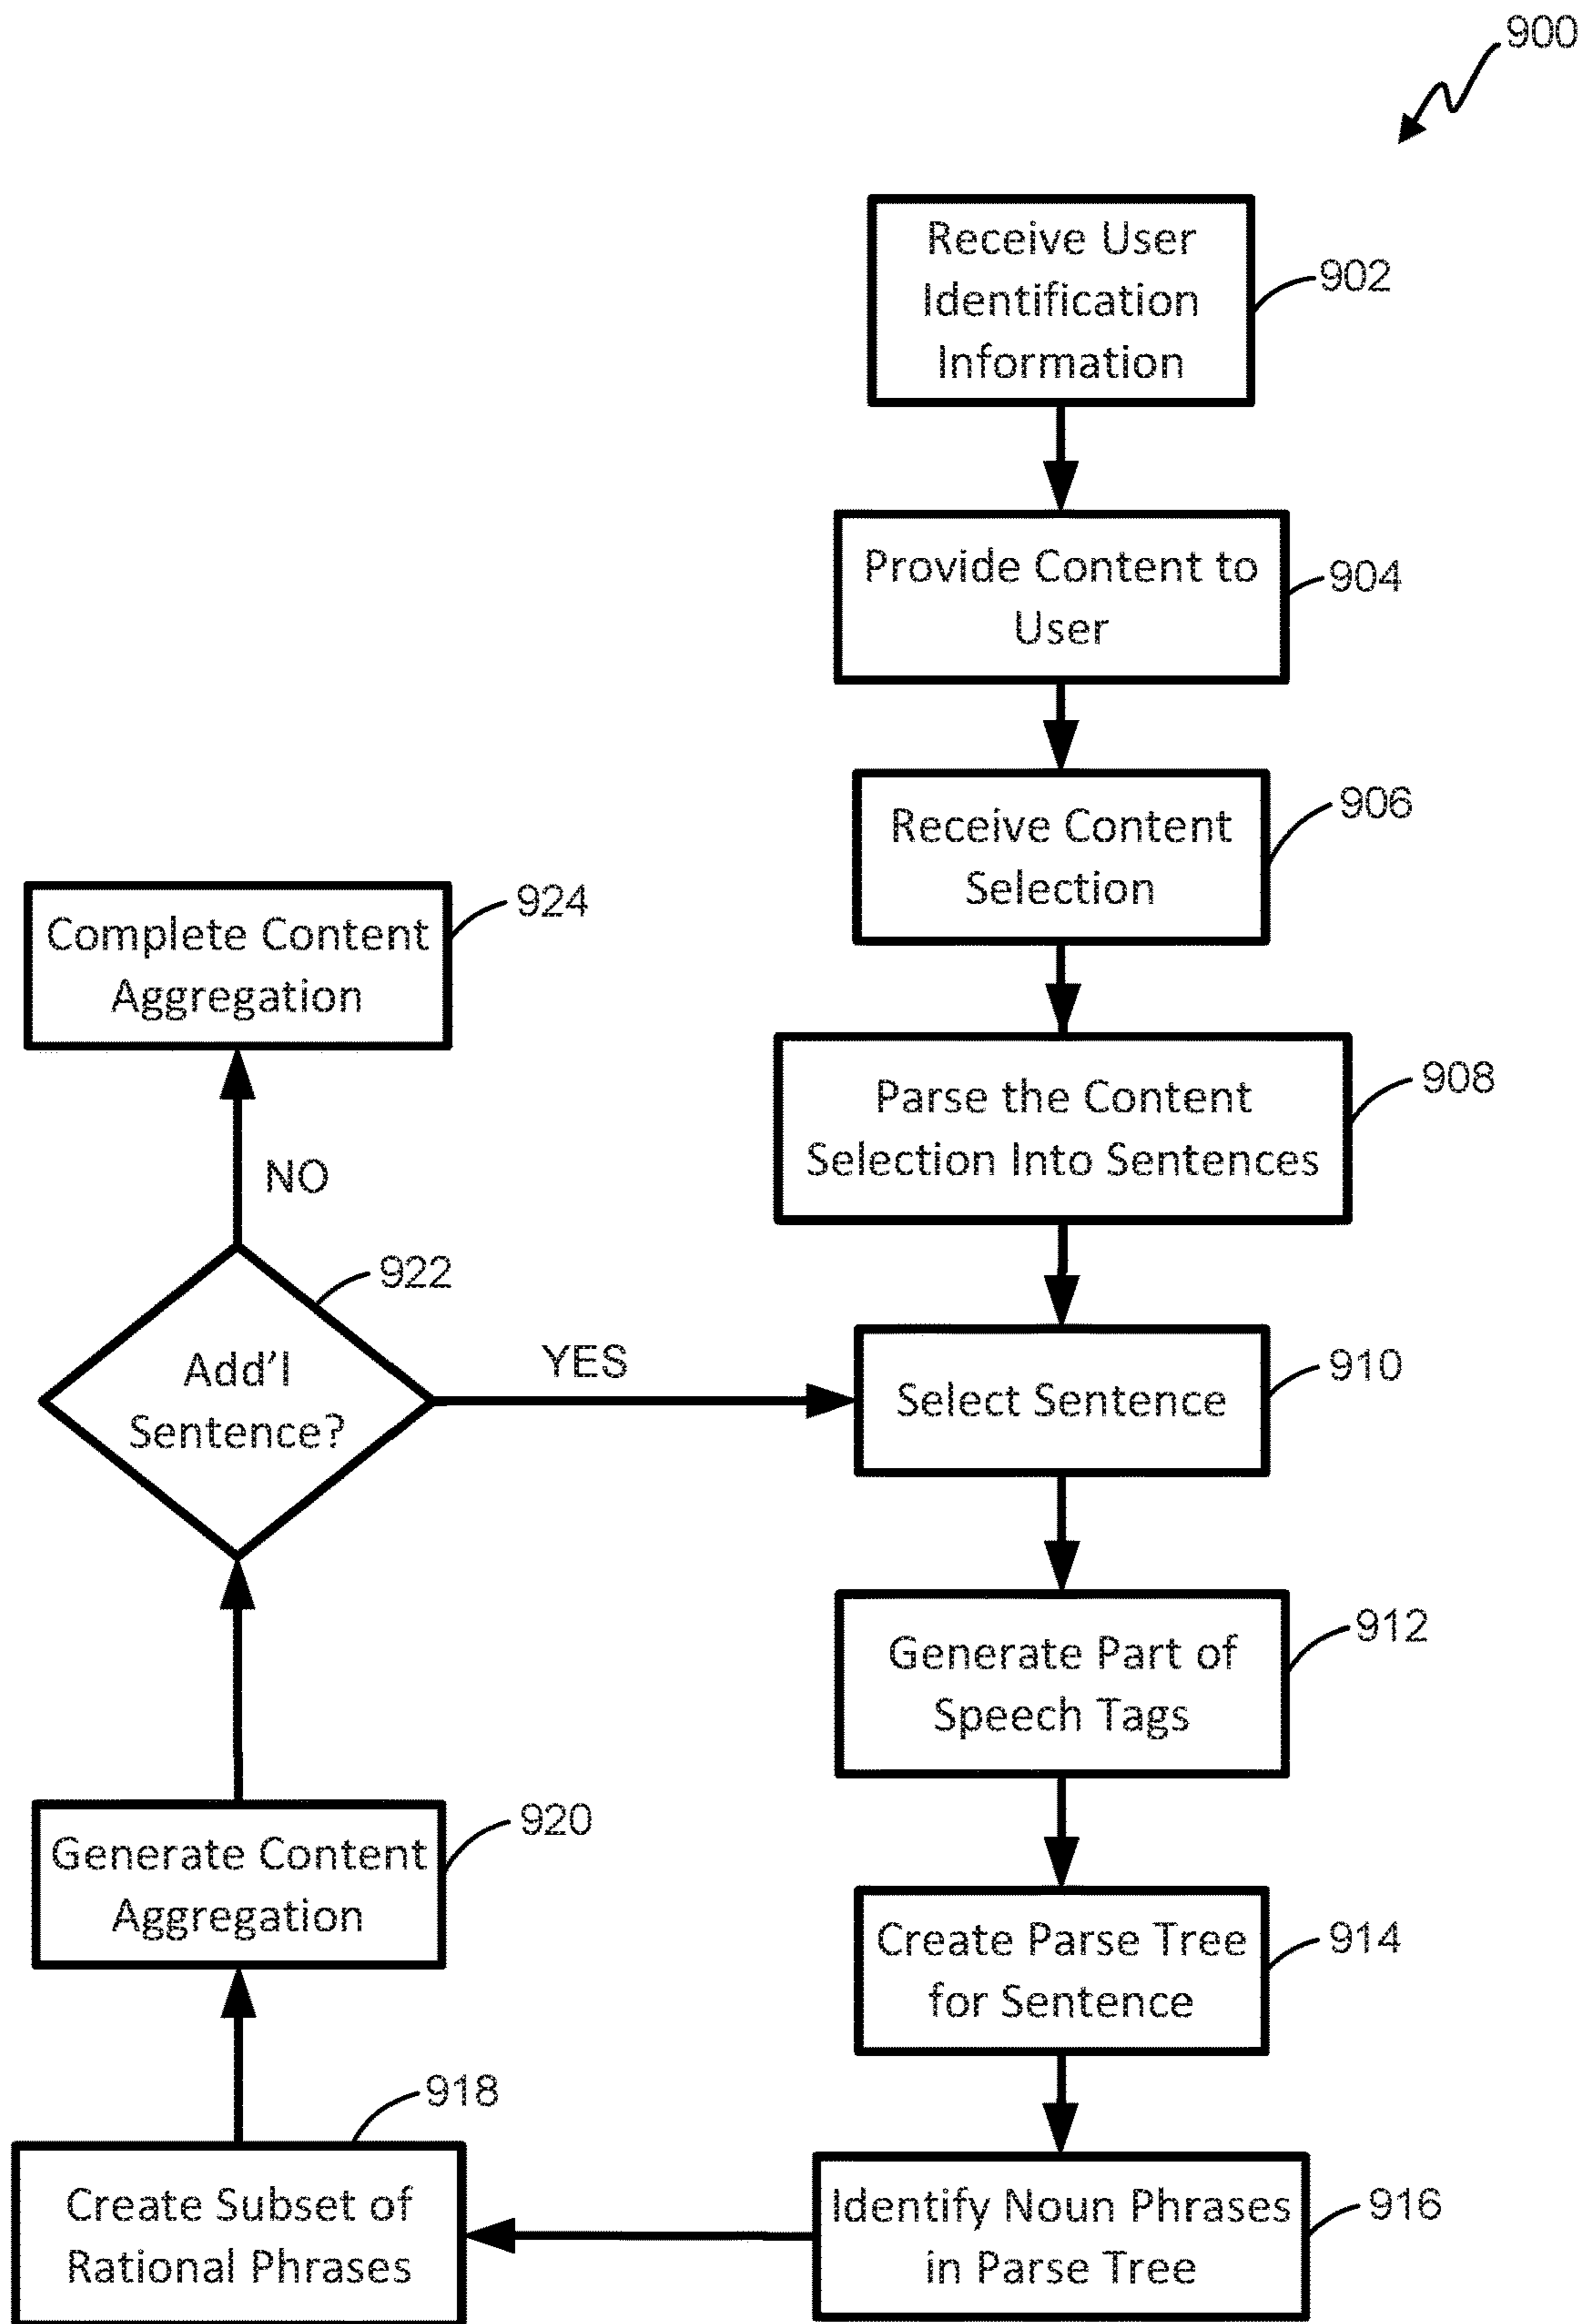 900
Receive User
Identification
Information
902
Provide Content to
User
904
Receive Content
Selection
906
Parse the Content
Selection Into Sentences
908
Select Sentence
910
Generate Part of
Speech Tags
912
Create Parse Tree
for Sentence
914
Identify Noun Phrases
in Parse Tree
916
Create Subset of
Rational Phrases
918
Generate Content
Aggregation
920
Add'l
Sentence?
922
YES
NO
Complete Content
Aggregation
924